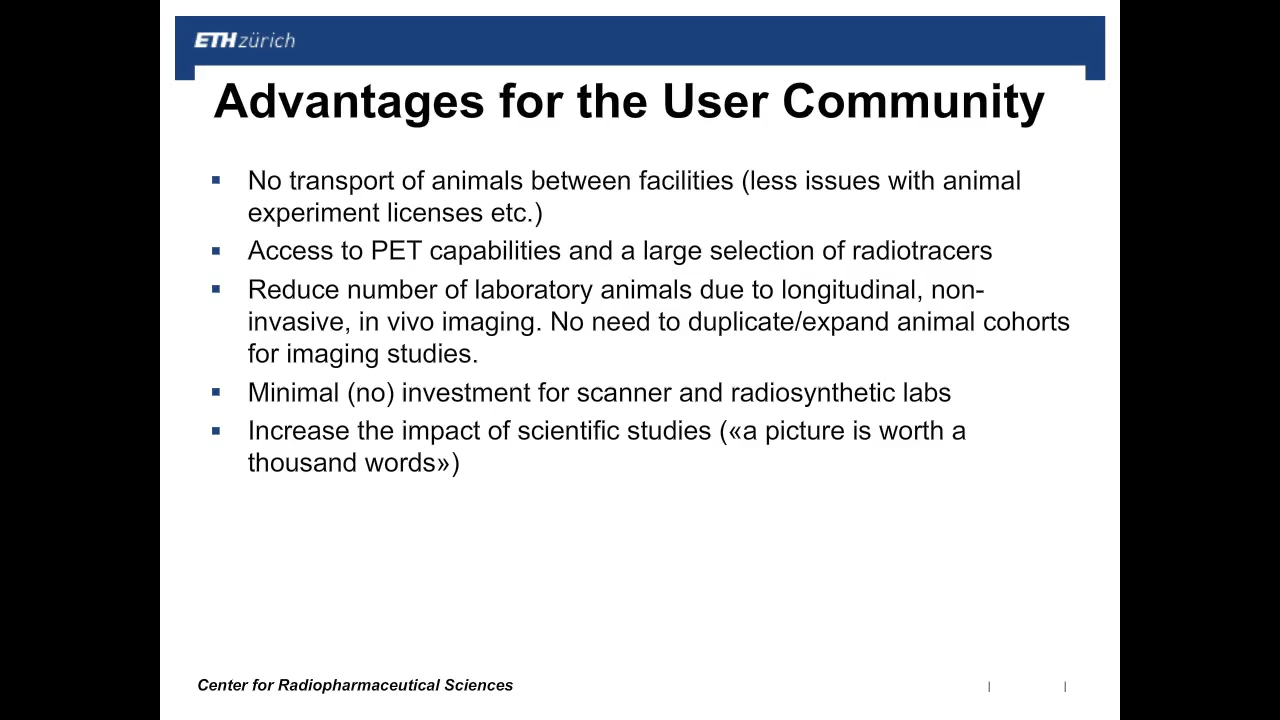 ETH zürich
Advantages for the User Community
▪ No transport of animals between facilities (less issues with animal
experiment licenses etc.)
▪ Access to PET capabilities and a large selection of radiotracers
▪ Reduce number of laboratory animals due to longitudinal, non-
invasive, in vivo imaging. No need to duplicate/expand animal cohorts
for imaging studies.
▪ Minimal (no) investment for scanner and radiosynthetic labs
▪ Increase the impact of scientific studies («a picture is worth a
thousand words»)
Center for Radiopharmaceutical Sciences | |